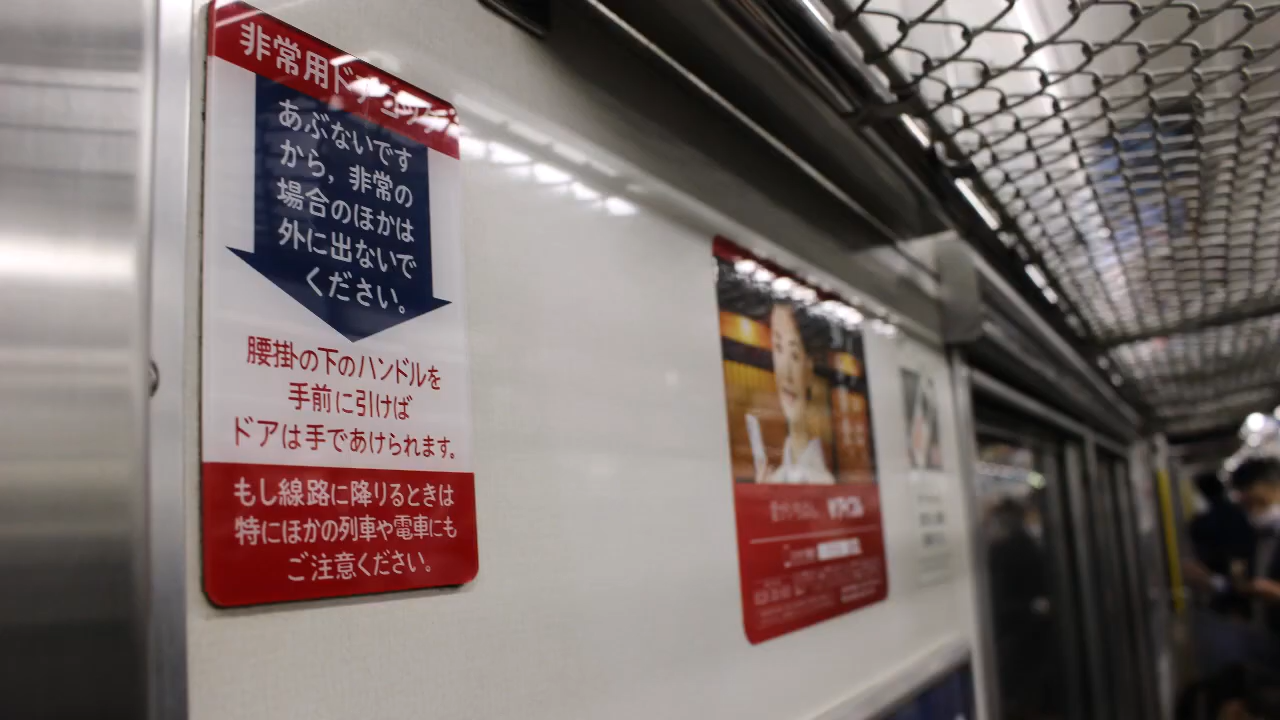 非常用ドアコック
あぶないです
から，非常の
場合のほかは
外に出ないで
ください。
腰掛の下のハンドルを
手前に引けば
ドアは手であけられます。
もし線路に降りるときは
特にほかの列車や電車にも
ご注意ください。